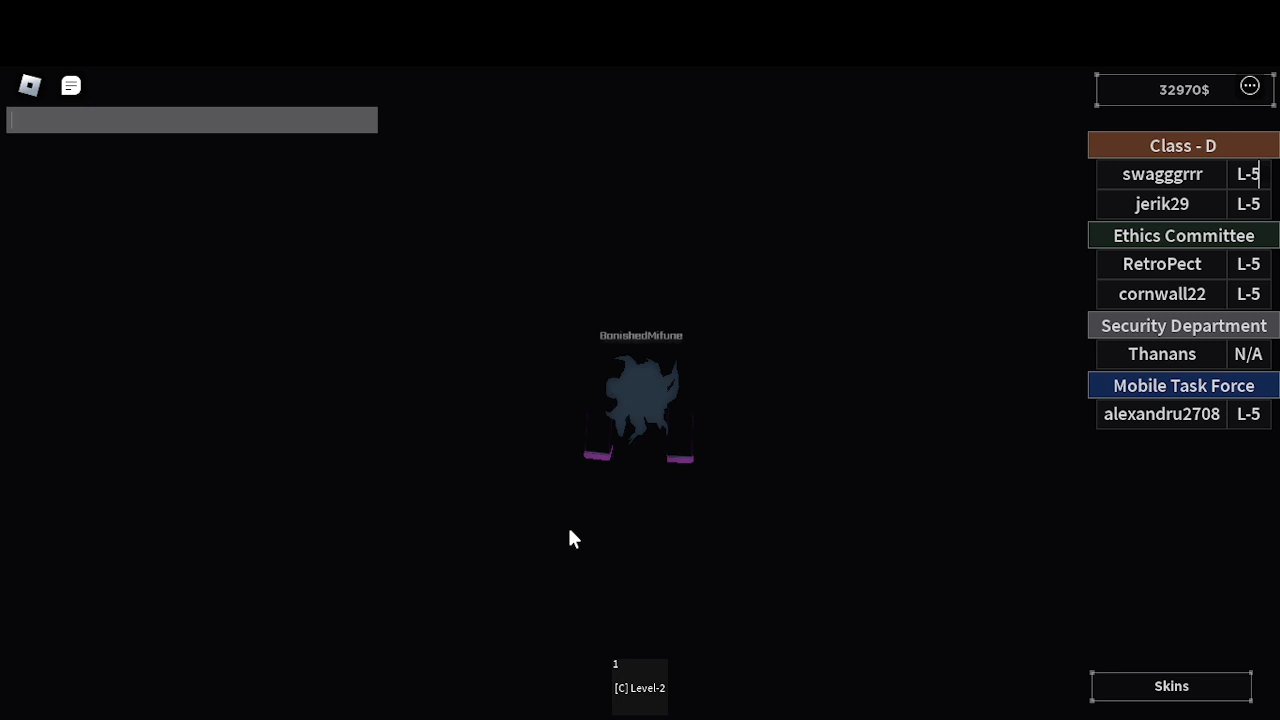 32970$
Class - D
swagggrrr L-5
jerik29 L-5
Ethics Committee
RetroPect L-5
cornwall22 L-5
Security Department
Thanans N/A
Mobile Task Force
alexandru2708 L-5
BonishedMifune
1
[C] Level-2
Skins